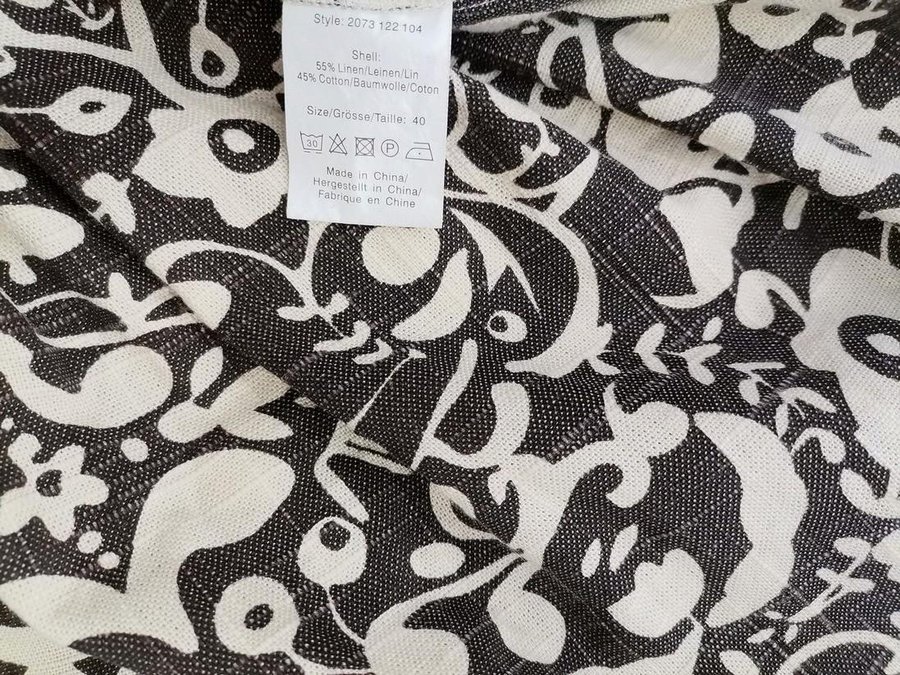 Style: 2073 122 104
Shell:
55% Linen/Leinen/Lin
45% Cotton/Baumwolle/Coton
Size/Grösse/Taille: 40
30 P
Made in China/
Hergestellt in China/
Fabrique en Chine